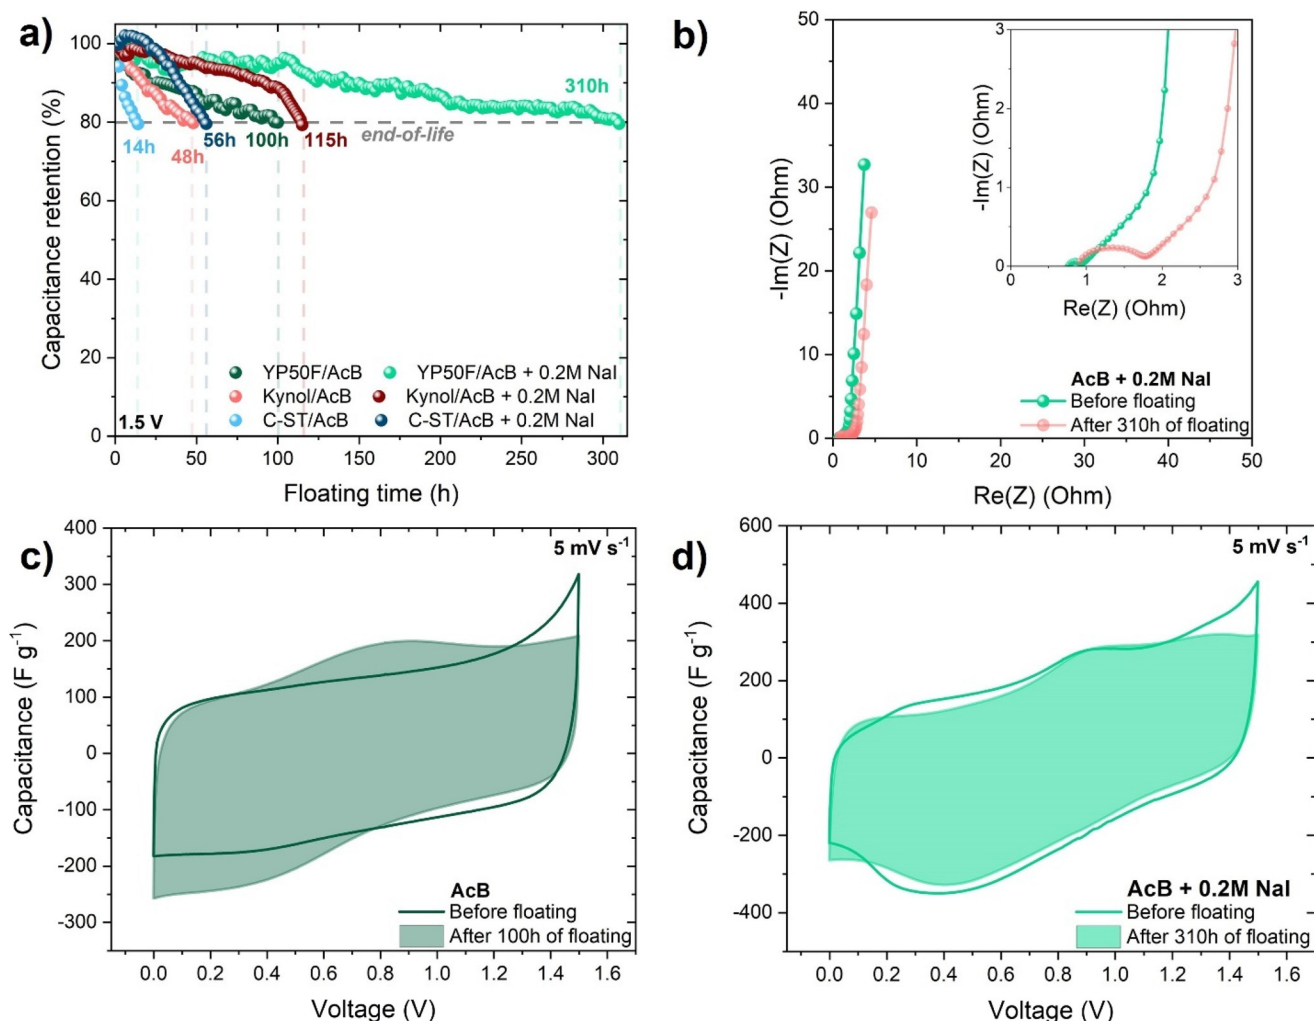 a)
Capacitance retention (%)
100
80
60
40
20
0
14h
48h
56h
100h
115h
310h
end-of-life
YP50F/AcB
YP50F/AcB + 0.2M NaI
Kynol/AcB
Kynol/AcB + 0.2M NaI
C-ST/AcB
C-ST/AcB + 0.2M NaI
1.5 V
0 50 100 150 200 250 300
Floating time (h)
b)
-Im(Z) (Ohm)
50
40
30
20
10
0
-Im(Z) (Ohm)
3
2
1
0
0 1 2 3
Re(Z) (Ohm)
AcB + 0.2M NaI
Before floating
After 310h of floating
0 10 20 30 40 50
Re(Z) (Ohm)
c)
Capacitance (F g⁻¹)
400
300
200
100
0
-100
-200
-300
5 mV s⁻¹
AcB
Before floating
After 100h of floating
0.0 0.2 0.4 0.6 0.8 1.0 1.2 1.4 1.6
Voltage (V)
d)
Capacitance (F g⁻¹)
600
400
200
0
-200
-400
5 mV s⁻¹
AcB + 0.2M NaI
Before floating
After 310h of floating
0.0 0.2 0.4 0.6 0.8 1.0 1.2 1.4 1.6
Voltage (V)